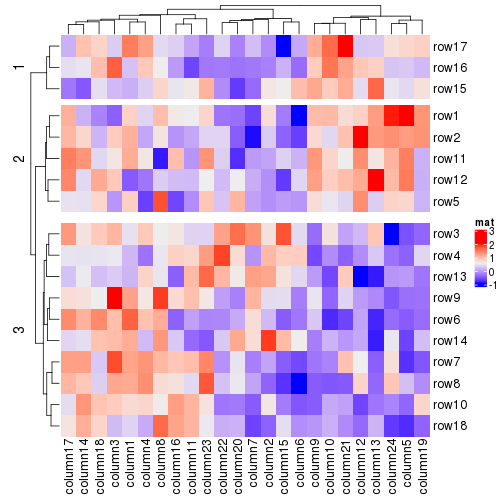 1
row17
row16
row15
2
row1
row2
row11
row12
row5
3
row3
row4
row13
row9
row6
row14
row7
row8
row10
row18
mat
3
2
1
0
-1
column17
column14
column18
column3
column1
column4
column8
column16
column11
column23
column22
column20
column7
column2
column15
column6
column9
column10
column21
column12
column13
column24
column5
column19